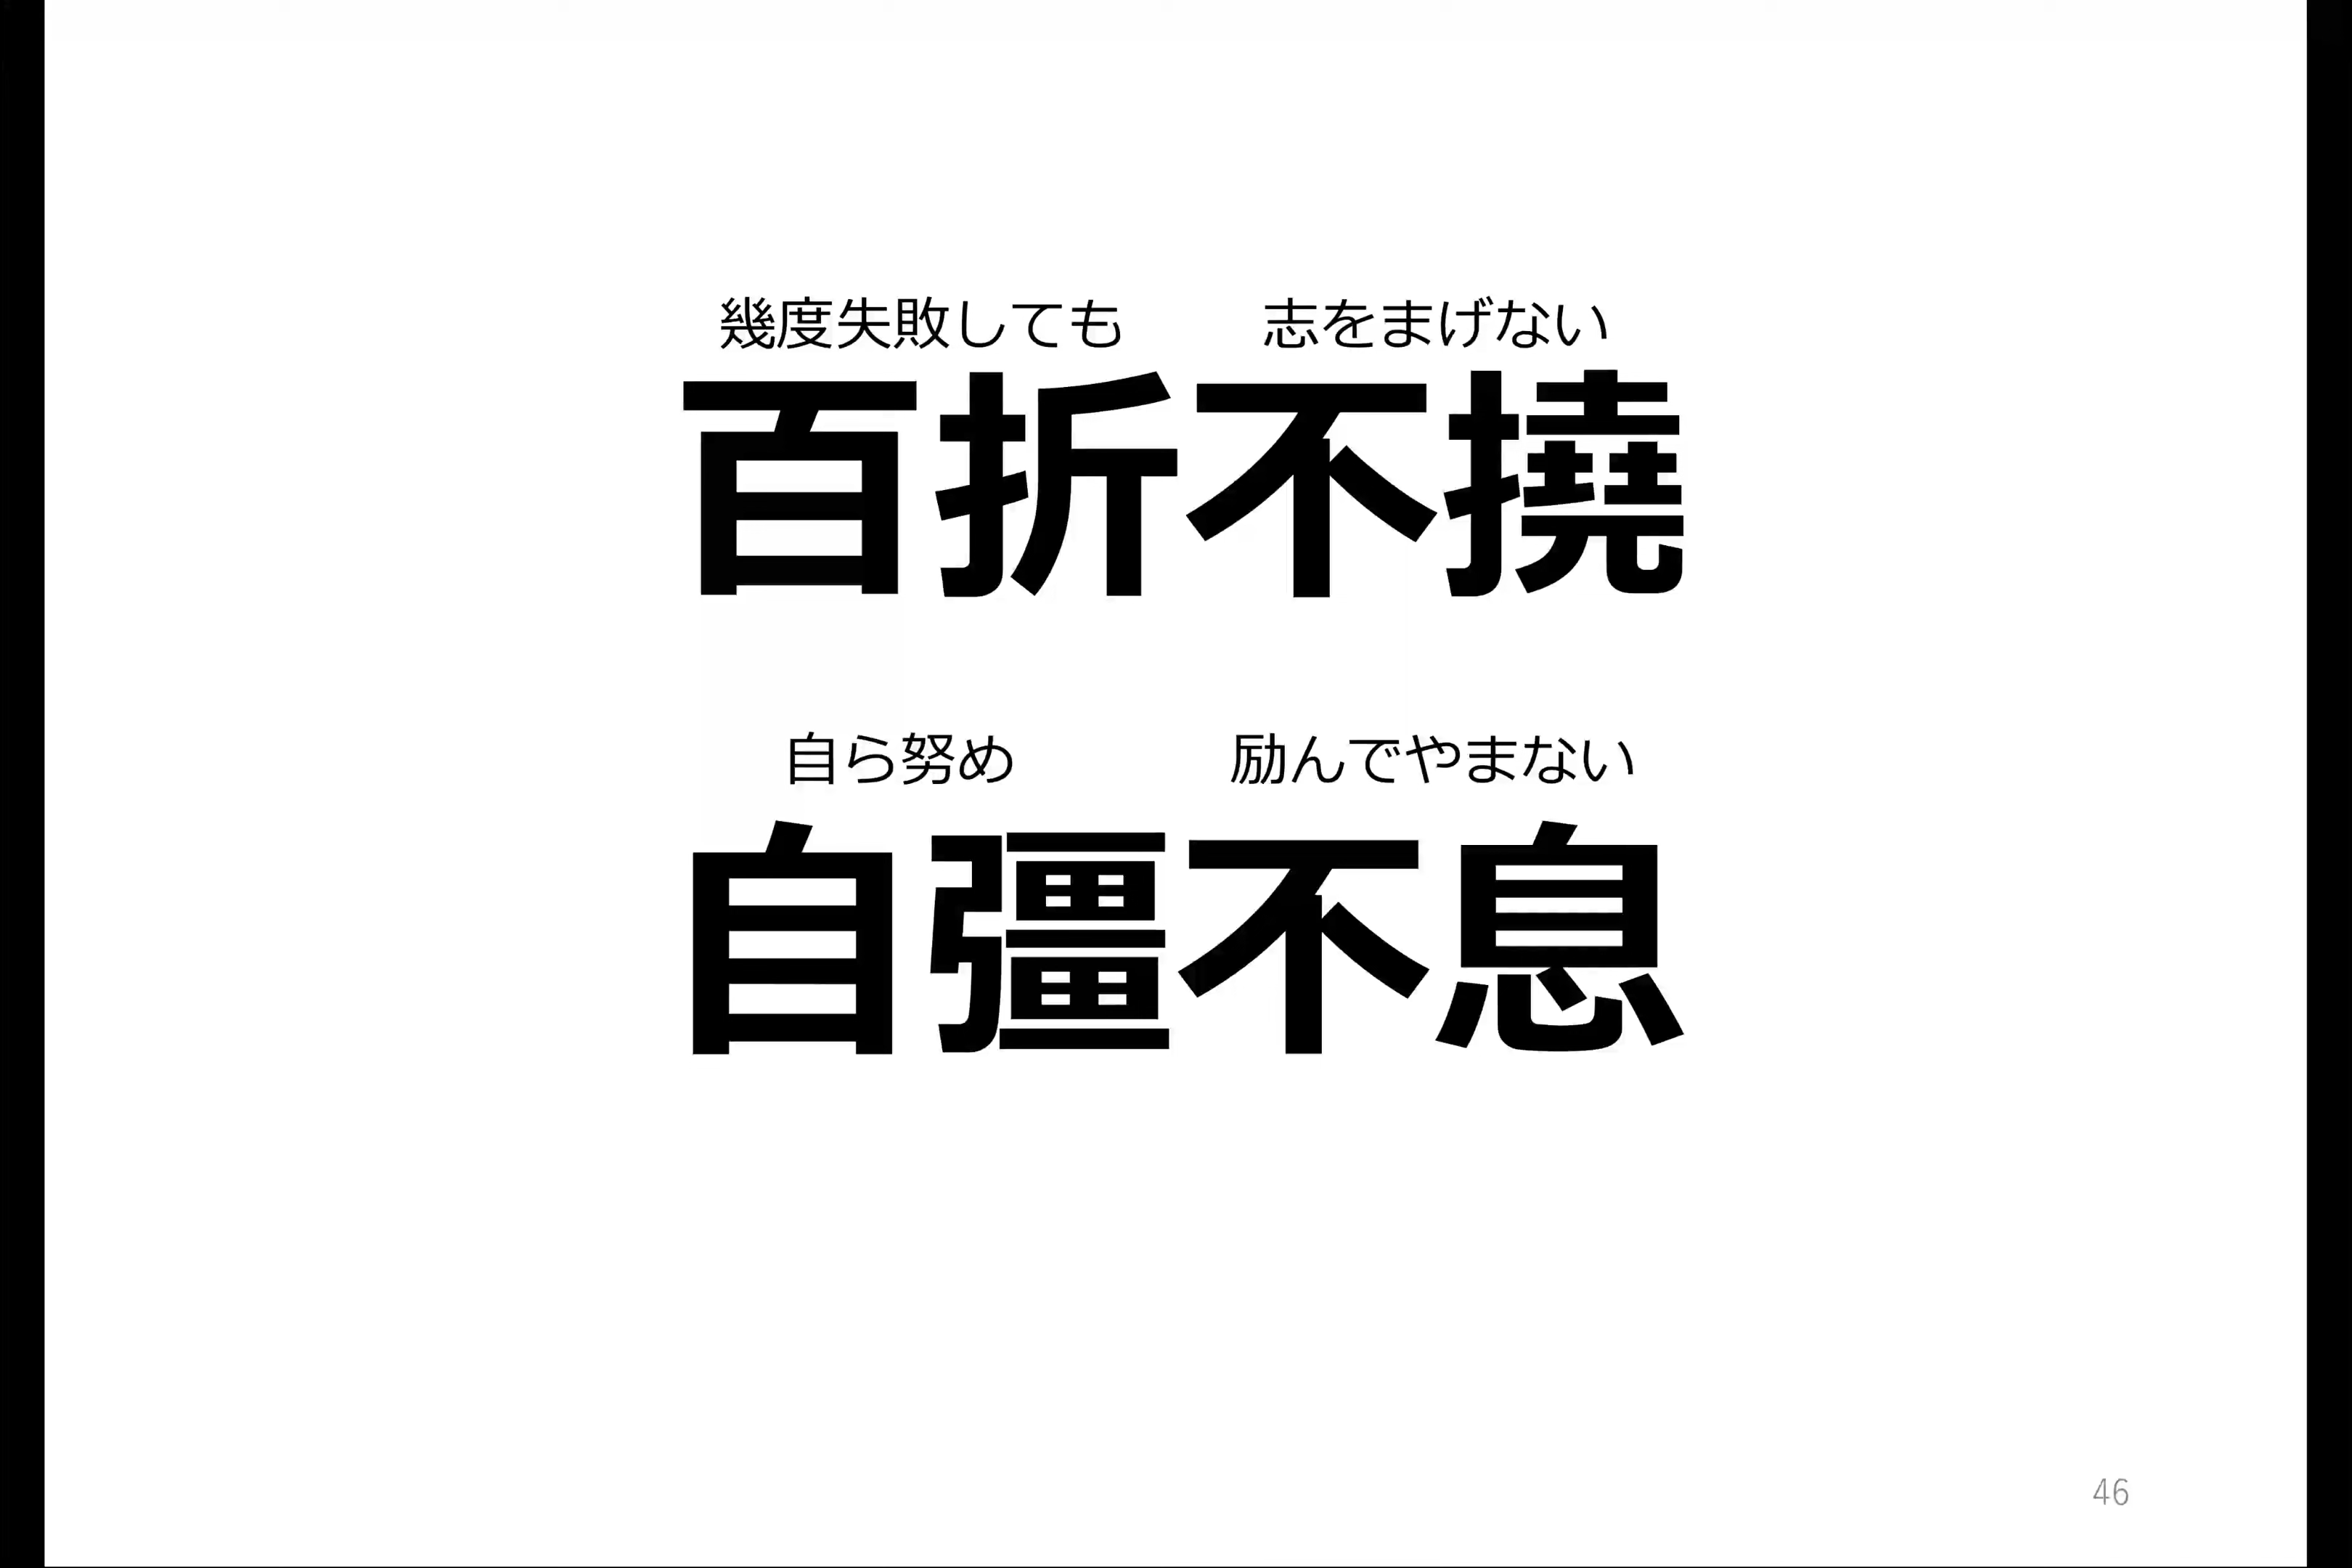 幾度失敗しても 志をまげない
百折不撓
自ら努め 励んでやまない
自彊不息
46